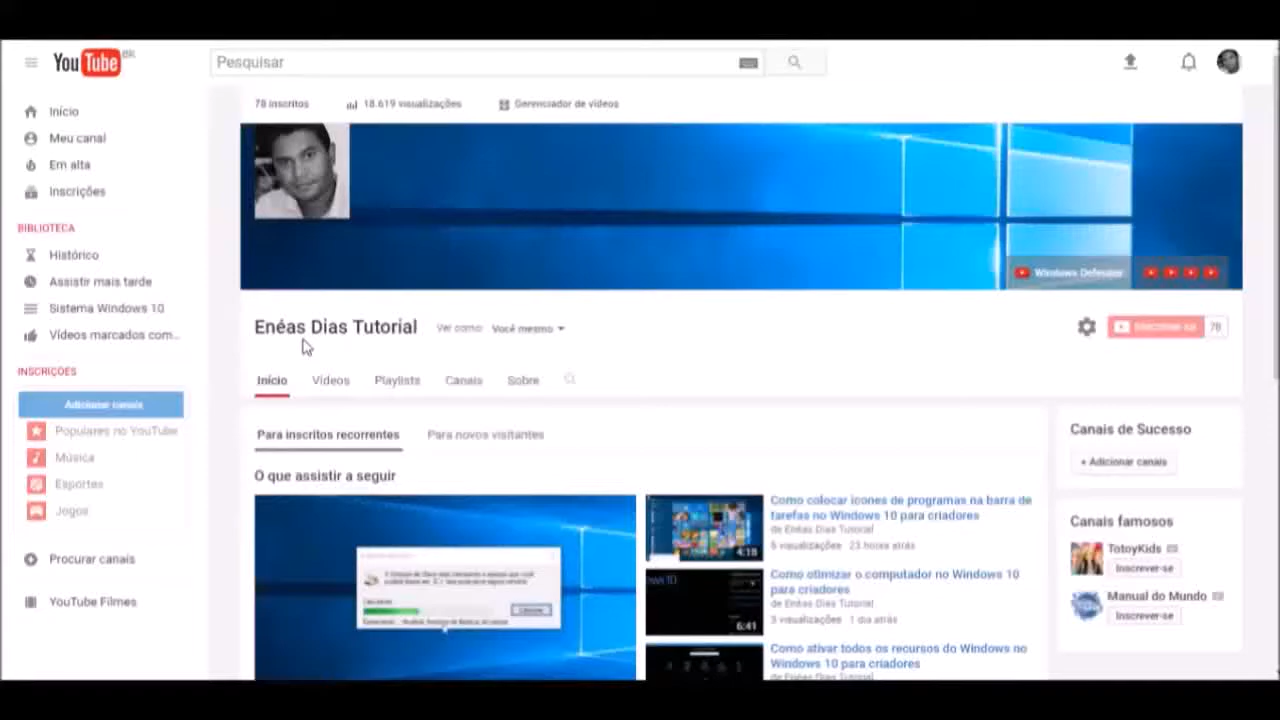 YouTube BR
Pesquisar
Início
Meu canal
Em alta
Inscrições
BIBLIOTECA
Histórico
Assistir mais tarde
Sistema Windows 10
Vídeos marcados com...
INSCRIÇÕES
Adicionar canais
Populares no YouTube
Música
Esportes
Jogos
Procurar canais
YouTube Filmes
78 inscritos
18.619 visualizações
Gerenciador de vídeos
Windows Defender
Enéas Dias Tutorial
Ver como: Você mesmo
Inscrever-se 78
Início Vídeos Playlists Canais Sobre
Para inscritos recorrentes Para novos visitantes
O que assistir a seguir
Como colocar ícones de programas na barra de
tarefas no Windows 10 para criadores
de Enéas Dias Tutorial
visualizações 23 horas atrás
4:18
Como otimizar o computador no Windows 10
para criadores
de Enéas Dias Tutorial
3 visualizações 1 dia atrás
6:41
Como ativar todos os recursos do Windows no
Windows 10 para criadores
de Enéas Dias Tutorial
Canais de Sucesso
+ Adicionar canais
Canais famosos
TotoyKids
Inscrever-se
Manual do Mundo
Inscrever-se